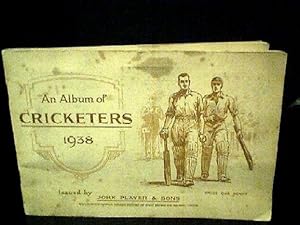 An Album of
CRICKETERS
1938
Issued by
JOHN PLAYER & SONS
PRICE ONE PENNY